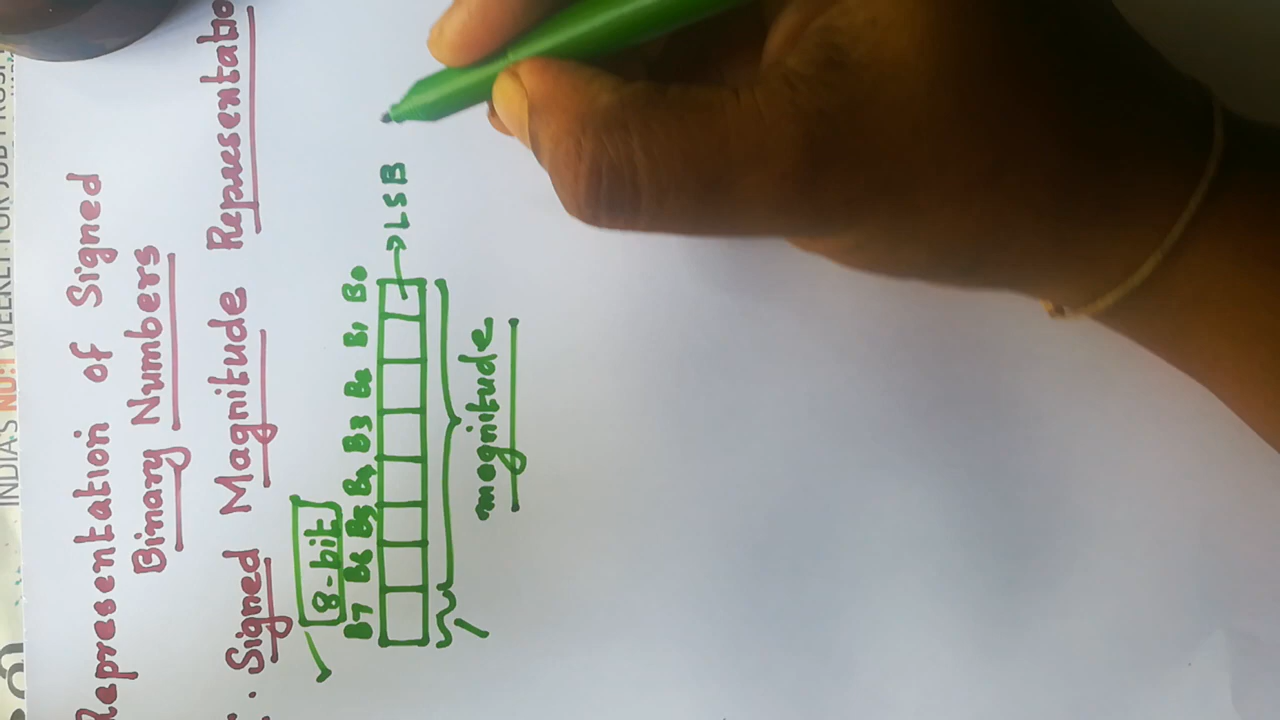 INDIA'S NO:1 WEEKLY FOR JOB
Representation of Signed
Binary Numbers
I. Signed Magnitude Representatio
8-bit
B7 B6 B5 B4 B3 B2 B1 B0
→LSB
magnitude